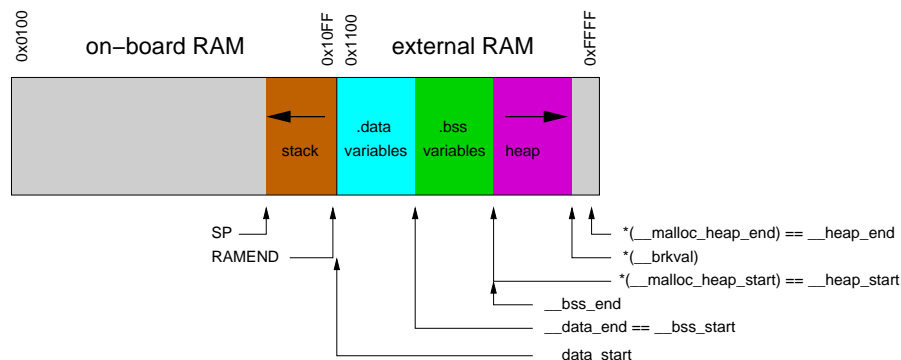 0x0100
on−board RAM
0x10FF
0x1100
external RAM
0xFFFF
stack
.data
variables
.bss
variables
heap
SP
RAMEND
*(__malloc_heap_end) == __heap_end
*(__brkval)
*(__malloc_heap_start) == __heap_start
__bss_end
__data_end == __bss_start
__data_start